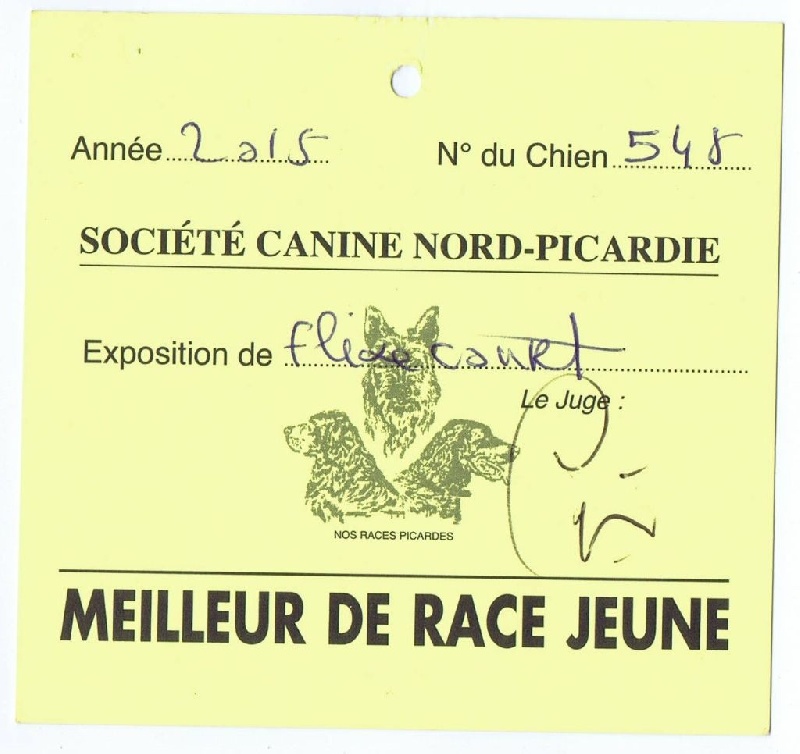 Année 2015 N° du Chien 548
SOCIÉTÉ CANINE NORD-PICARDIE
Exposition de Flixecourt
Le Juge :
NOS RACES PICARDES
MEILLEUR DE RACE JEUNE